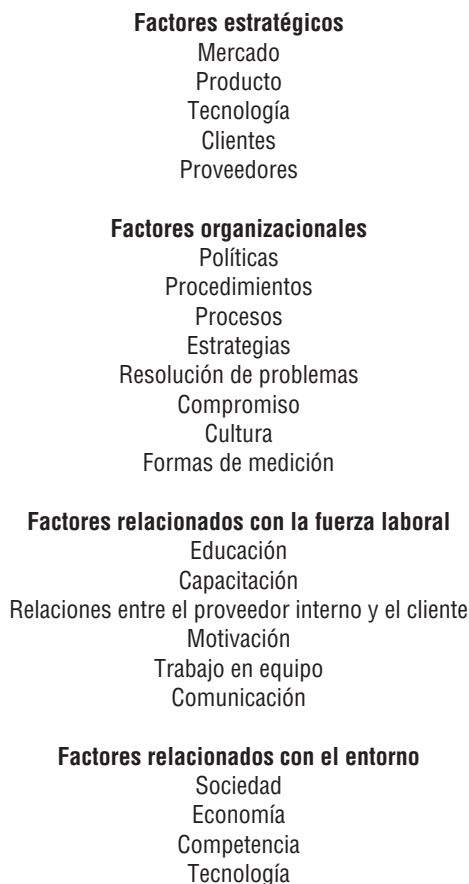 Factores estratégicos
Mercado
Producto
Tecnología
Clientes
Proveedores
Factores organizacionales
Políticas
Procedimientos
Procesos
Estrategias
Resolución de problemas
Compromiso
Cultura
Formas de medición
Factores relacionados con la fuerza laboral
Educación
Capacitación
Relaciones entre el proveedor interno y el cliente
Motivación
Trabajo en equipo
Comunicación
Factores relacionados con el entorno
Sociedad
Economía
Competencia
Tecnología